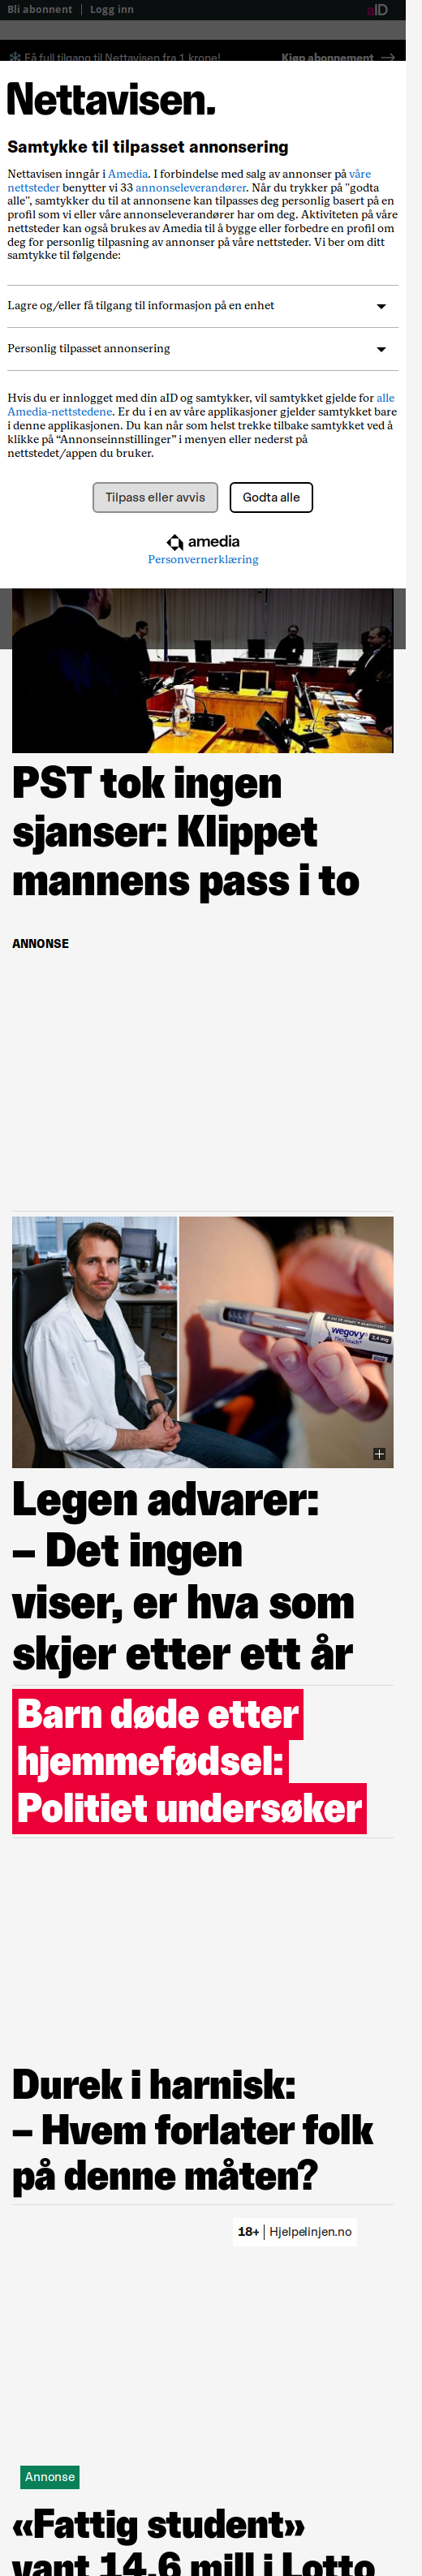 Bli abonnent | Logg inn
aID
Få full tilgang til Nettavisen fra 1 krone!
Kjøp abonnement →
Nettavisen.
Samtykke til tilpasset annonsering
Nettavisen inngår i Amedia. I forbindelse med salg av annonser på våre
nettsteder benytter vi 33 annonseleverandører. Når du trykker på "godta
alle", samtykker du til at annonsene kan tilpasses deg personlig basert på en
profil som vi eller våre annonseleverandører har om deg. Aktiviteten på våre
nettsteder kan også brukes av Amedia til å bygge eller forbedre en profil om
deg for personlig tilpasning av annonser på våre nettsteder. Vi ber om ditt
samtykke til følgende:
Lagre og/eller få tilgang til informasjon på en enhet
Personlig tilpasset annonsering
Hvis du er innlogget med din aID og samtykker, vil samtykket gjelde for alle
Amedia-nettstedene. Er du i en av våre applikasjoner gjelder samtykket bare
i denne applikasjonen. Du kan når som helst trekke tilbake samtykket ved å
klikke på “Annonseinnstillinger” i menyen eller nederst på
nettstedet/appen du bruker.
Tilpass eller avvis
Godta alle
amedia
Personvernerklæring
PST tok ingen
sjanser: Klippet
mannens pass i to
ANNONSE
wegovy
Legen advarer:
– Det ingen
viser, er hva som
skjer etter ett år
Barn døde etter
hjemmefødsel:
Politiet undersøker
Durek i harnisk:
– Hvem forlater folk
på denne måten?
18+ | Hjelpelinjen.no
Annonse
«Fattig student»
vant 14,6 mill i Lotto